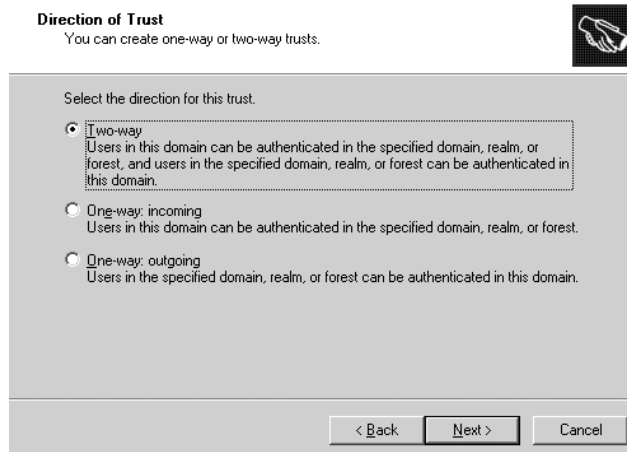 Direction of Trust
You can create one-way or two-way trusts.
Select the direction for this trust.
Two-way
Users in this domain can be authenticated in the specified domain, realm, or
forest, and users in the specified domain, realm, or forest can be authenticated in
this domain.
One-way: incoming
Users in this domain can be authenticated in the specified domain, realm, or forest.
One-way: outgoing
Users in the specified domain, realm, or forest can be authenticated in this domain.
< Back Next > Cancel